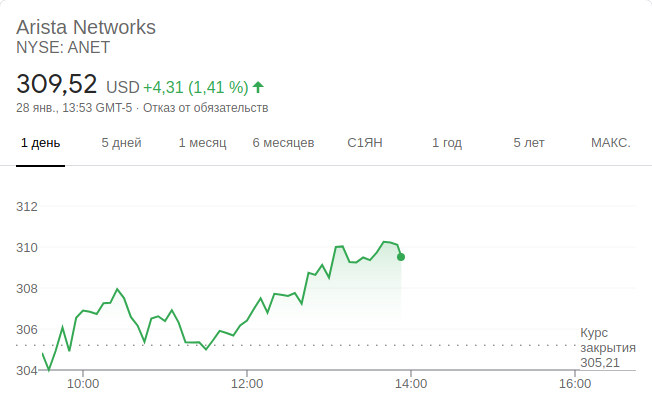 Arista Networks
NYSE: ANET
309,52 USD +4,31 (1,41 %)
28 янв., 13:53 GMT-5 · Отказ от обязательств
1 день 5 дней 1 месяц 6 месяцев С1ЯН 1 год 5 лет МАКС.
312
310
308
306
304
Курс
закрытия
305,21
10:00 12:00 14:00 16:00